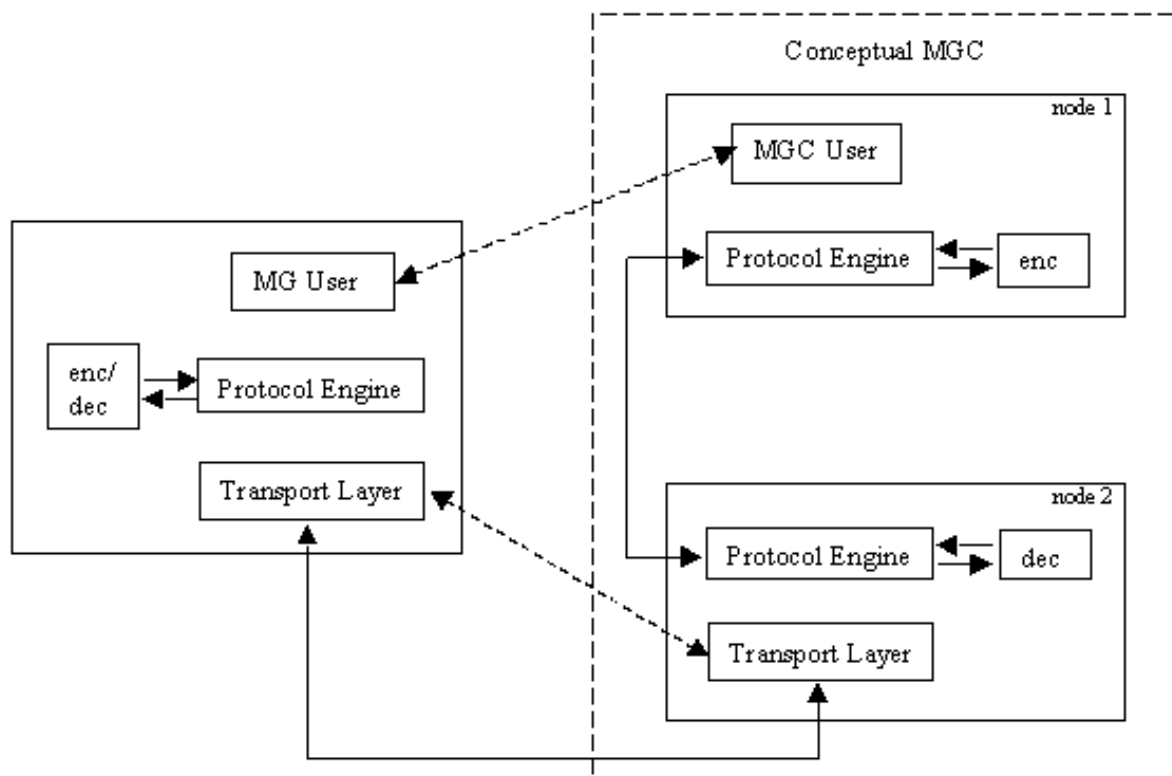 Conceptual MGC
node 1
MGC User
Protocol Engine
enc
MG User
enc/
dec
Protocol Engine
Transport Layer
node 2
Protocol Engine
dec
Transport Layer